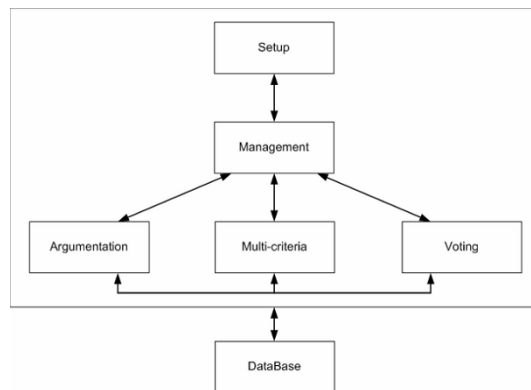 Setup
Management
Argumentation
Multi-criteria
Voting
DataBase